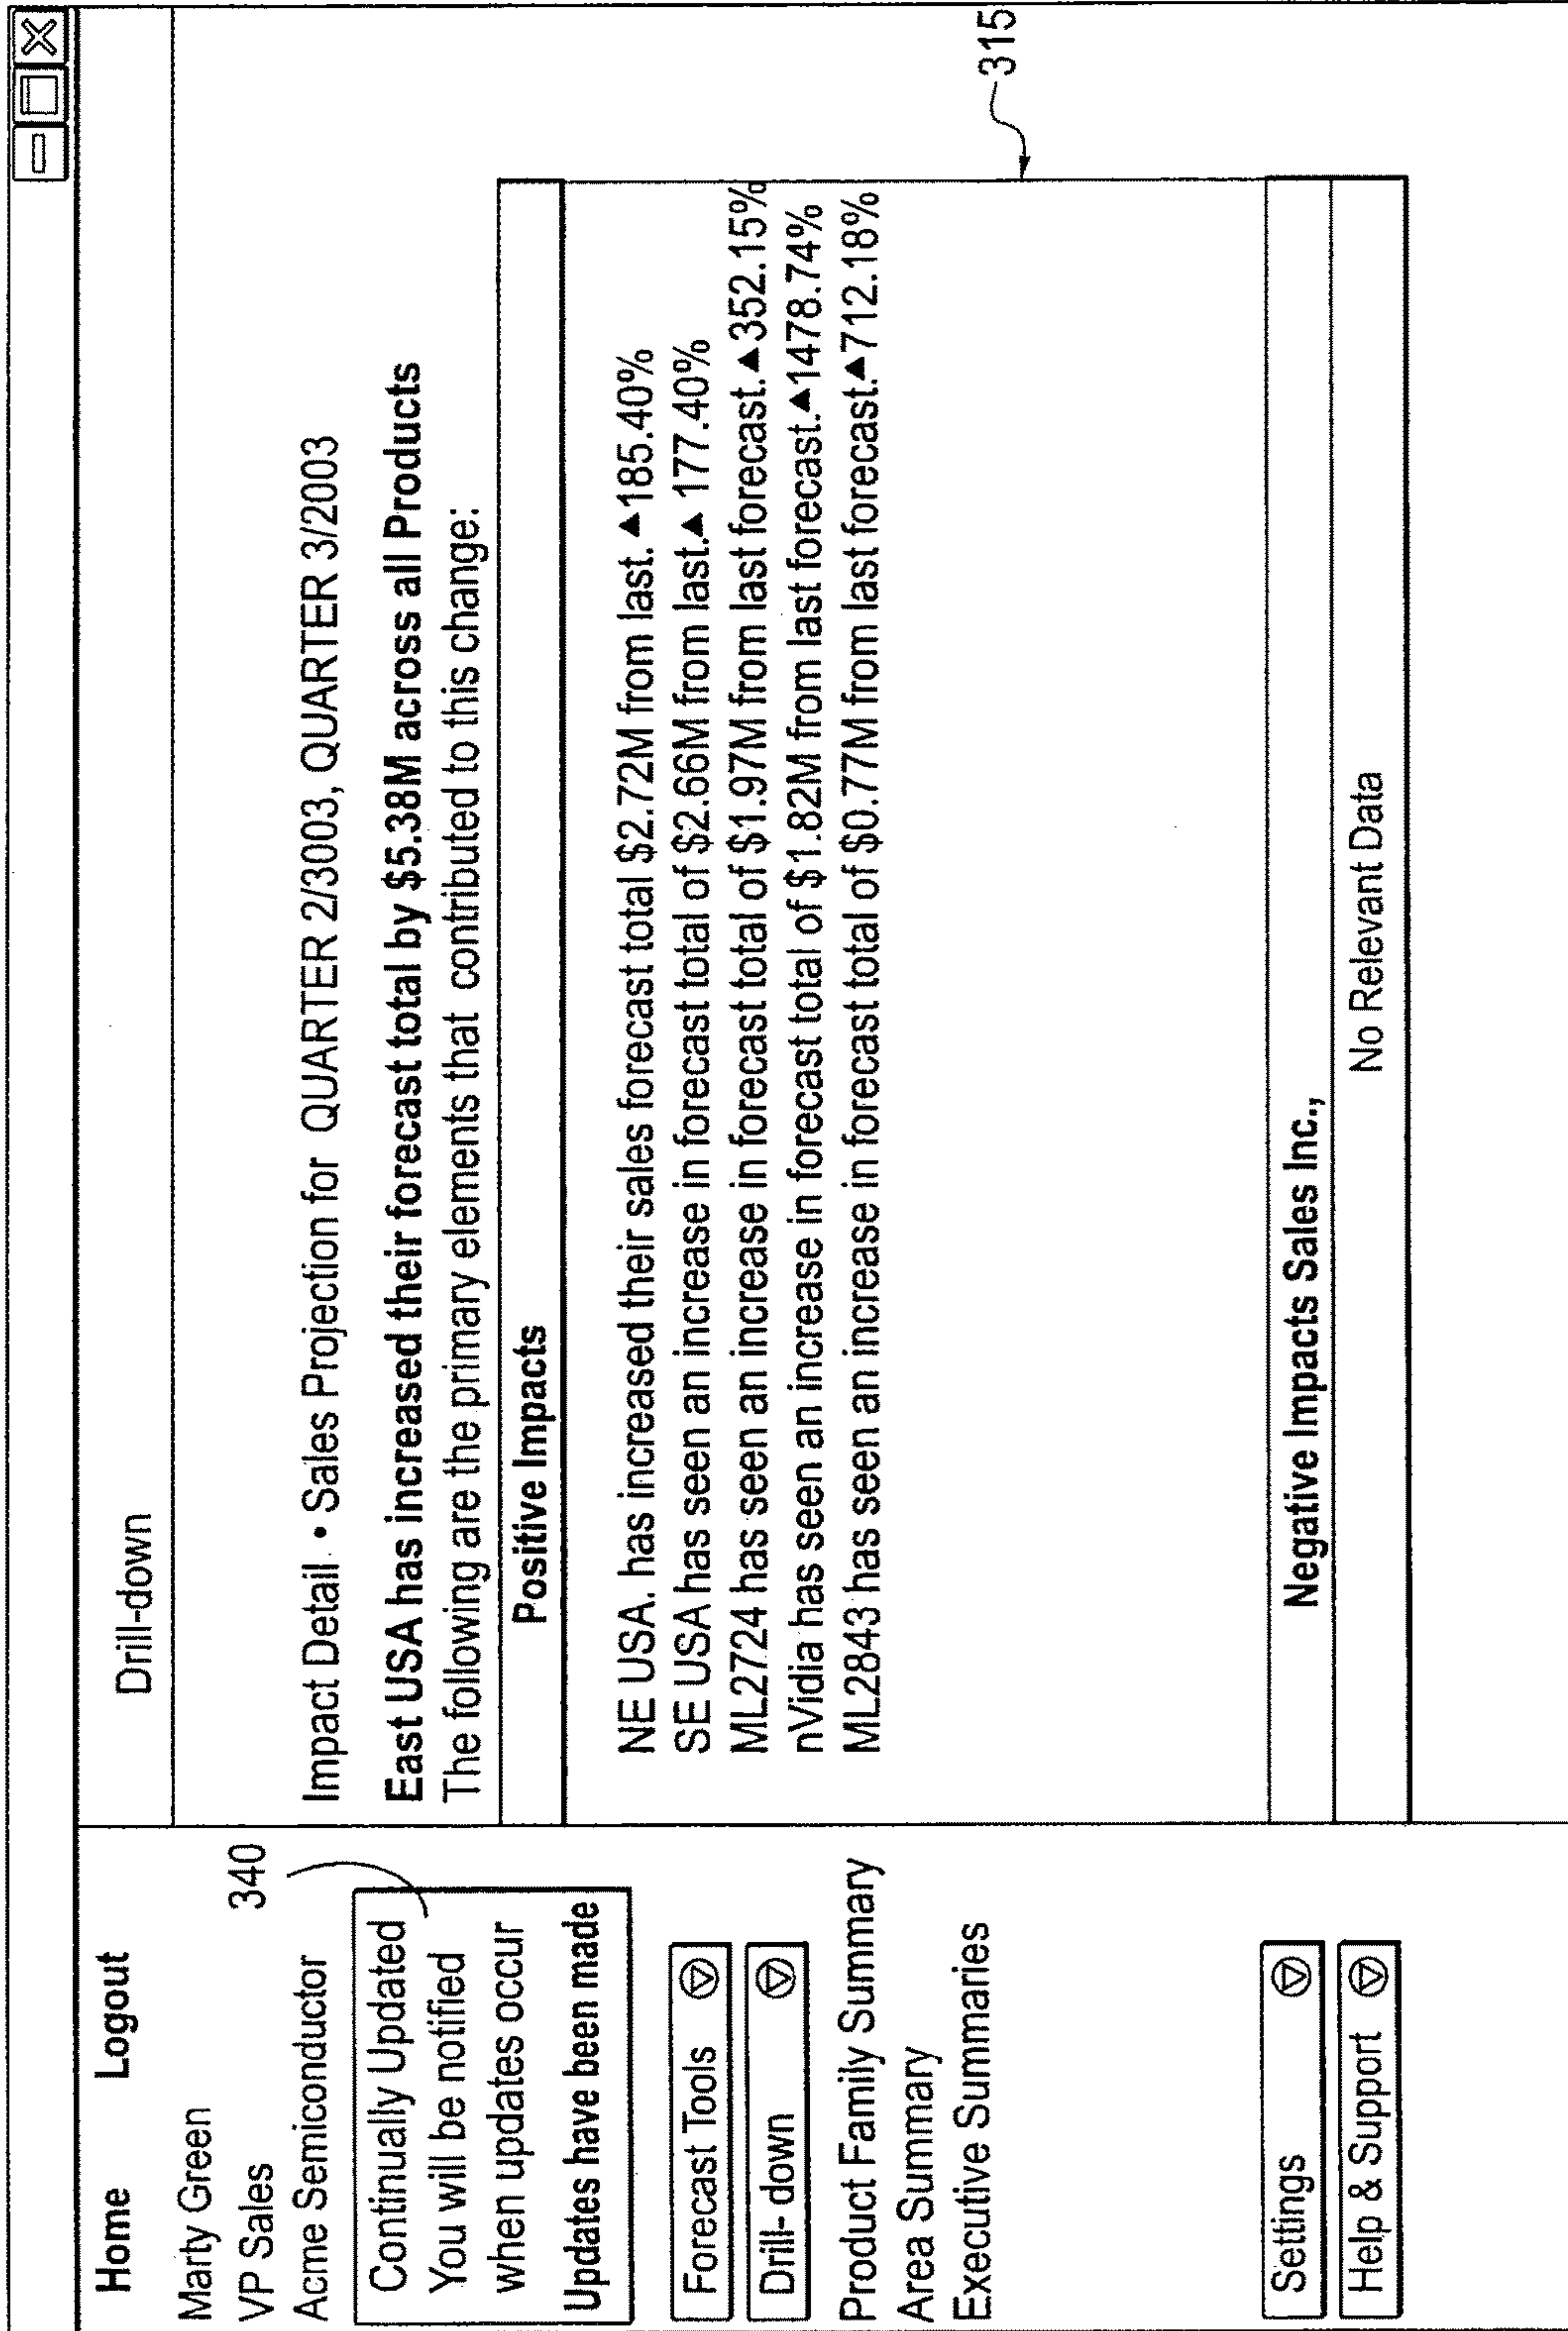 Home Logout
Marty Green
VP Sales
Acme Semiconductor
340
Continually Updated
You will be notified
when updates occur
Updates have been made
Forecast Tools
Drill- down
Product Family Summary
Area Summary
Executive Summaries
Settings
Help & Support
Drill-down
Impact Detail • Sales Projection for QUARTER 2/3003, QUARTER 3/2003
East USA has increased their forecast total by $5.38M across all Products
The following are the primary elements that contributed to this change:
Positive Impacts
NE USA. has increased their sales forecast total $2.72M from last. ▲185.40%
SE USA has seen an increase in forecast total of $2.66M from last.▲ 177.40%
ML2724 has seen an increase in forecast total of $1.97M from last forecast.▲352.15%
nVidia has seen an increase in forecast total of $1.82M from last forecast.▲1478.74%
ML2843 has seen an increase in forecast total of $0.77M from last forecast.▲712.18%
315
Negative Impacts Sales Inc.,
No Relevant Data